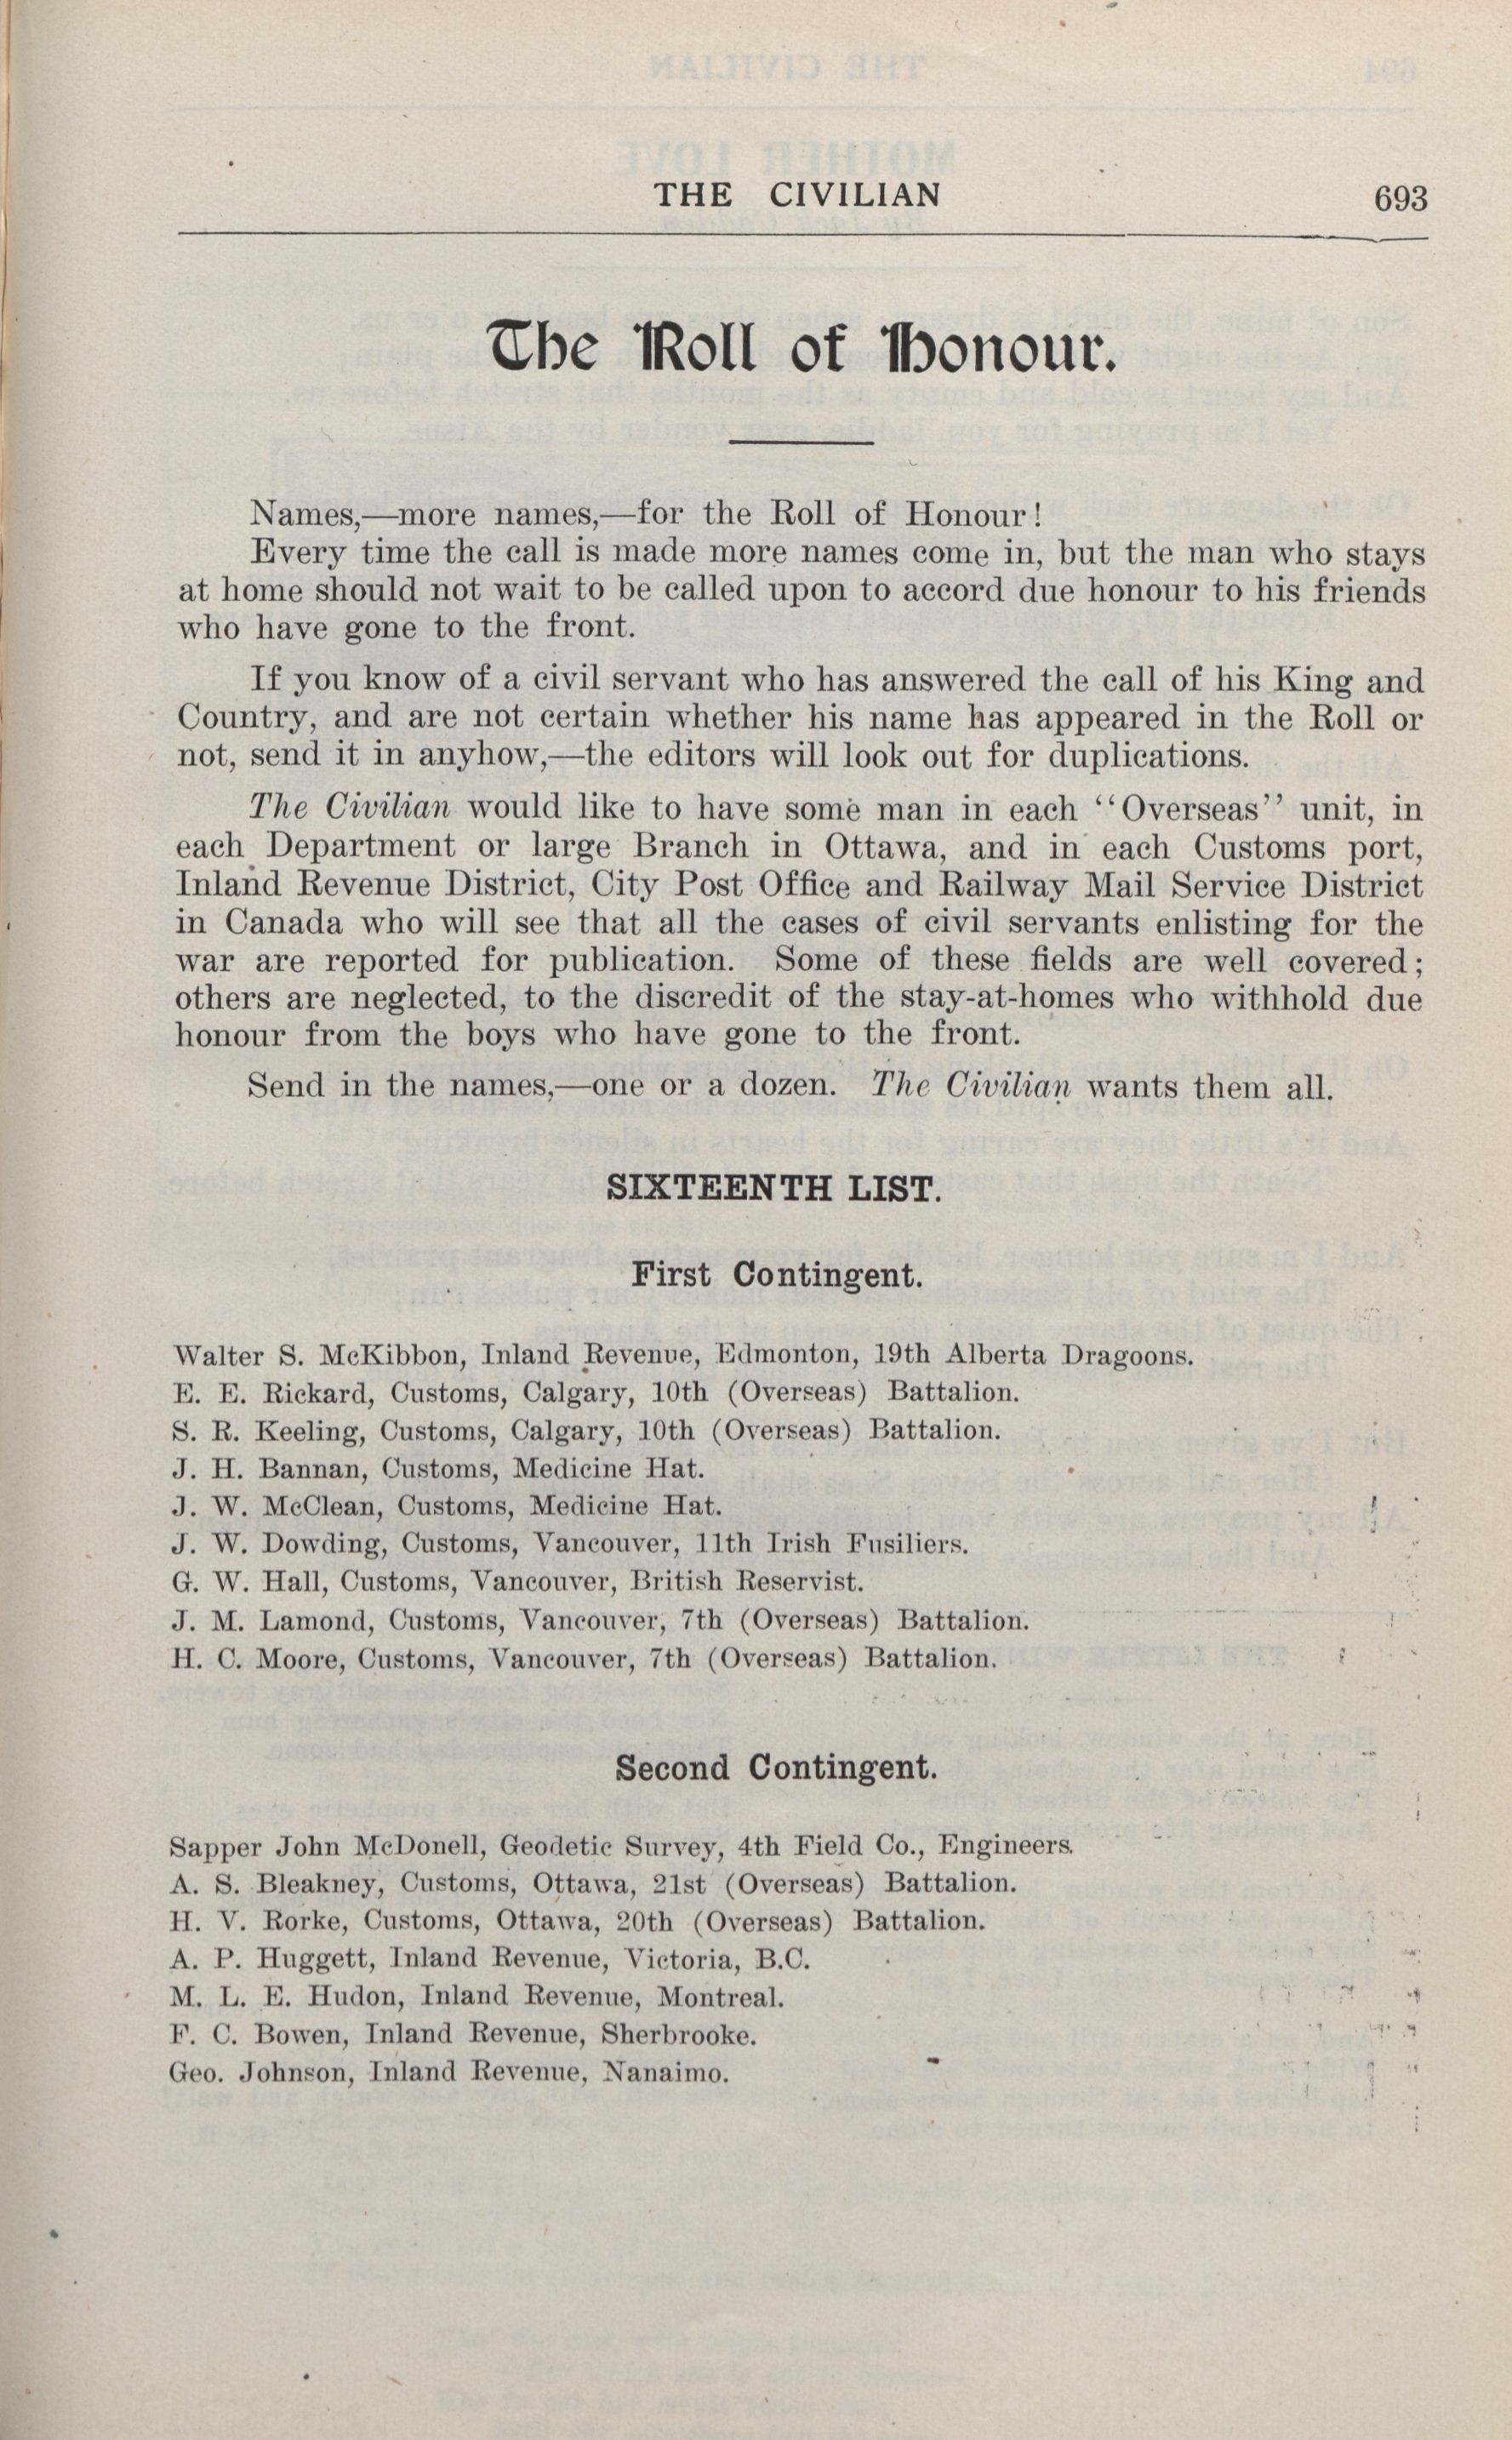 THE CIVILIAN 693
The Roll of Honour.
Names,—more names,—for the Roll of Honour!
Every time the call is made more names come in, but the man who stays
at home should not wait to be called upon to accord due honour to his friends
who have gone to the front.
If you know of a civil servant who has answered the call of his King and
Country, and are not certain whether his name has appeared in the Roll or
not, send it in anyhow,—the editors will look out for duplications.
The Civilian would like to have some man in each "Overseas" unit, in
each Department or large Branch in Ottawa, and in each Customs port,
Inland Revenue District, City Post Office and Railway Mail Service District
in Canada who will see that all the cases of civil servants enlisting for the
war are reported for publication. Some of these fields are well covered;
others are neglected, to the discredit of the stay-at-homes who withhold due
honour from the boys who have gone to the front.
Send in the names,—one or a dozen. The Civilian wants them all.
SIXTEENTH LIST.
First Contingent.
Walter S. McKibbon, Inland Revenue, Edmonton, 19th Alberta Dragoons.
E. E. Rickard, Customs, Calgary, 10th (Overseas) Battalion.
S. R. Keeling, Customs, Calgary, 10th (Overseas) Battalion.
J. H. Bannan, Customs, Medicine Hat.
J. W. McClean, Customs, Medicine Hat.
J. W. Dowding, Customs, Vancouver, 11th Irish Fusiliers.
G. W. Hall, Customs, Vancouver, British Reservist.
J. M. Lamond, Customs, Vancouver, 7th (Overseas) Battalion.
H. C. Moore, Customs, Vancouver, 7th (Overseas) Battalion.
Second Contingent.
Sapper John McDonell, Geodetic Survey, 4th Field Co., Engineers.
A. S. Bleakney, Customs, Ottawa, 21st (Overseas) Battalion.
H. V. Rorke, Customs, Ottawa, 20th (Overseas) Battalion.
A. P. Huggett, Inland Revenue, Victoria, B.C.
M. L. E. Hudon, Inland Revenue, Montreal.
F. C. Bowen, Inland Revenue, Sherbrooke.
Geo. Johnson, Inland Revenue, Nanaimo.